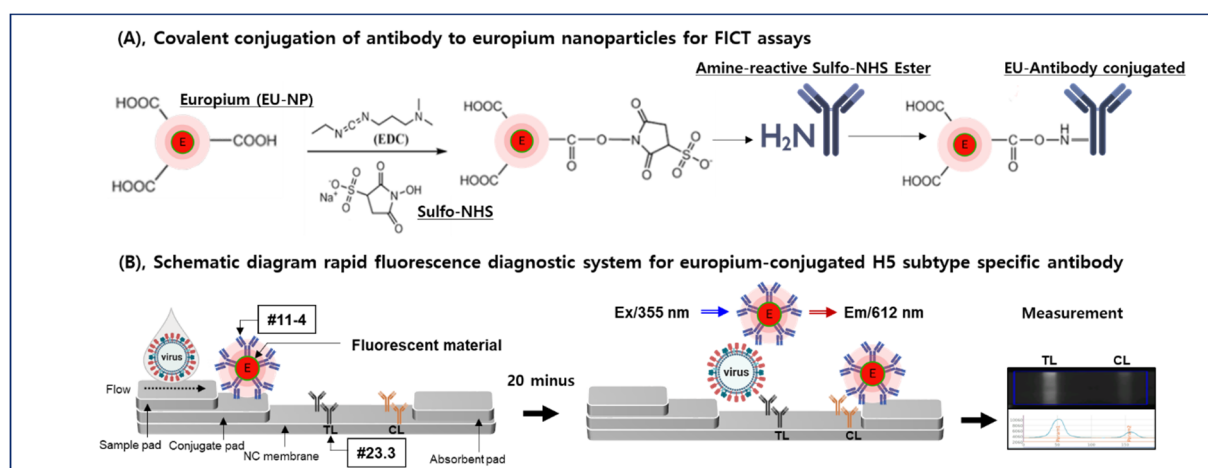 (A), Covalent conjugation of antibody to europium nanoparticles for FICT assays
Europium (EU-NP)
Amine-reactive Sulfo-NHS Ester
EU-Antibody conjugated
HOOC
COOH
HOOC
E
(EDC)
Na⁺
⁻O
S
O
O
O
N
OH
O
Sulfo-NHS
HOOC
HOOC
E
C
O
O
N
O
O
O
S
O
O⁻
H₂N
HOOC
HOOC
E
C
O
O
H
N
(B), Schematic diagram rapid fluorescence diagnostic system for europium-conjugated H5 subtype specific antibody
#11-4
virus
E
Fluorescent material
Flow
Sample pad
Conjugate pad
NC membrane
TL
#23.3
CL
Absorbent pad
20 minus
Ex/355 nm
E
Em/612 nm
virus
E
TL
CL
Measurement
TL
CL